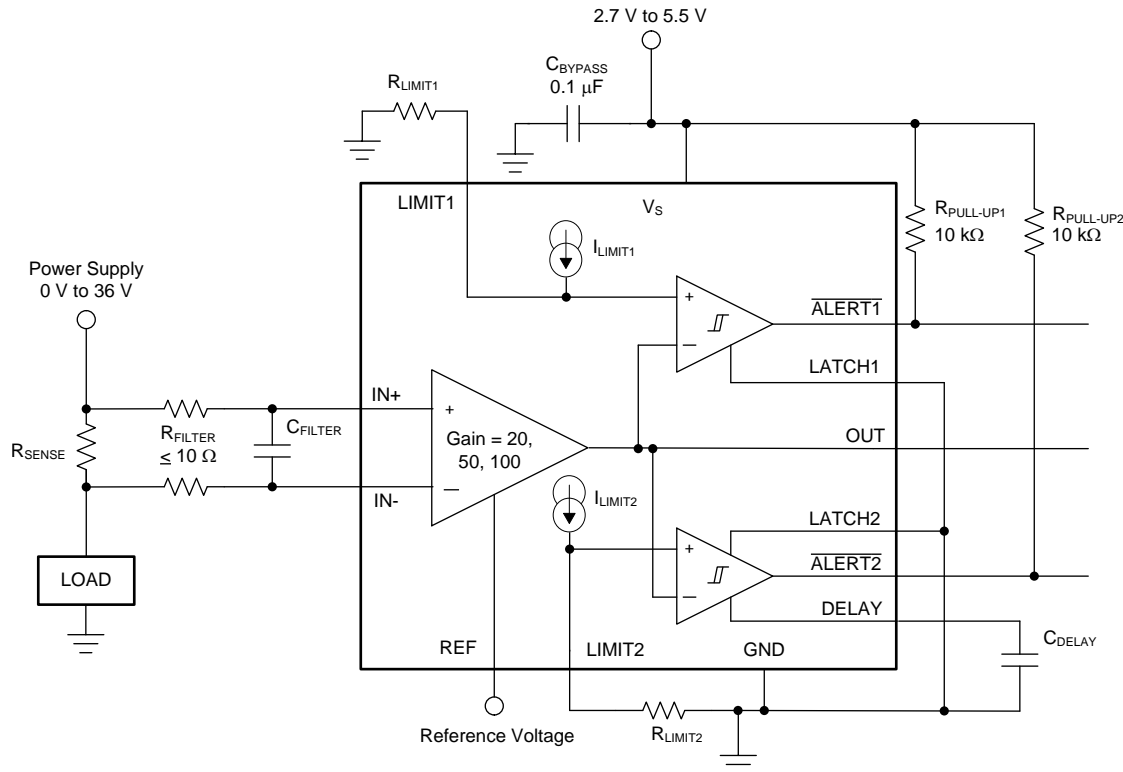 2.7 V to 5.5 V
CBYPASS
0.1 μF
RLIMIT1
LIMIT1
VS
RPULL-UP1
10 kΩ
RPULL-UP2
10 kΩ
ILIMIT1
Power Supply
0 V to 36 V
+
−
ALERT1
LATCH1
IN+
+
CFILTER
RFILTER
≤ 10 Ω
RSENSE
Gain = 20,
50, 100
OUT
−
IN-
ILIMIT2
LATCH2
+
−
ALERT2
LOAD
DELAY
REF
LIMIT2
GND
CDELAY
Reference Voltage
RLIMIT2